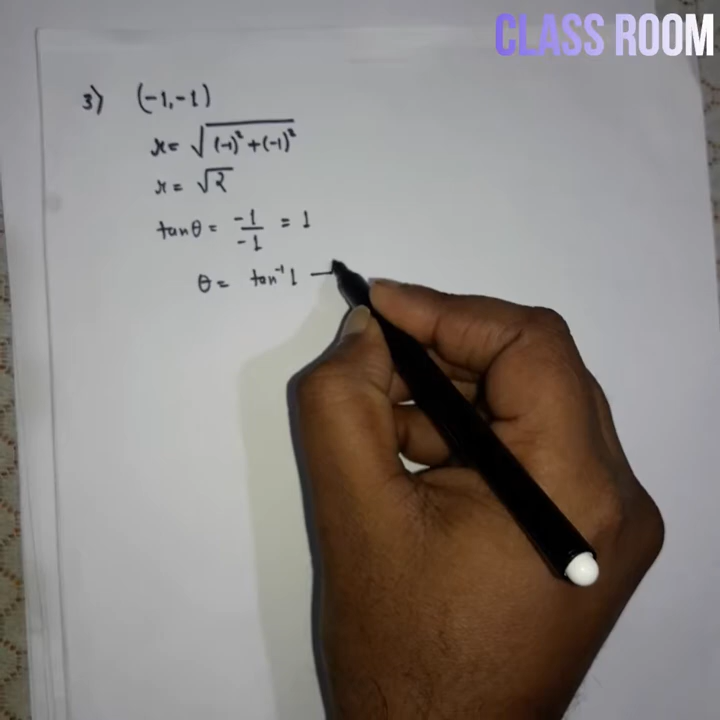 CLASS ROOM
3) (-1,-1)
r = √((-1)² + (-1)²)
r = √2
tanθ = -1/-1 = 1
θ = tan⁻¹ 1 —